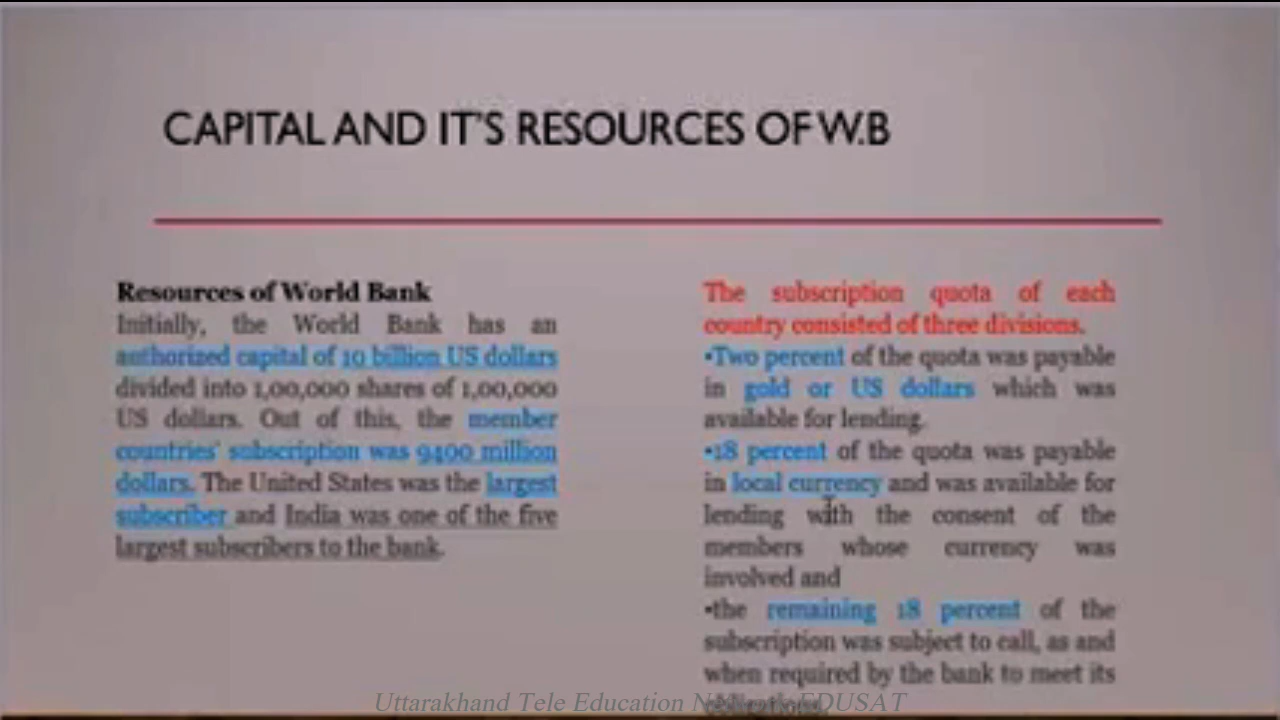 CAPITAL AND IT'S RESOURCES OF W.B
Resources of World Bank
Initially, the World Bank has an
authorized capital of 10 billion US dollars
divided into 1,00,000 shares of 1,00,000
US dollars. Out of this, the member
countries' subscription was 9400 million
dollars. The United States was the largest
subscriber and India was one of the five
largest subscribers to the bank.
The subscription quota of each
country consisted of three divisions.
•Two percent of the quota was payable
in gold or US dollars which was
available for lending.
•18 percent of the quota was payable
in local currency and was available for
lending with the consent of the
members whose currency was
involved and
•the remaining 18 percent of the
subscription was subject to call, as and
when required by the bank to meet its
obligations.
Uttarakhand Tele Education EDUSAT